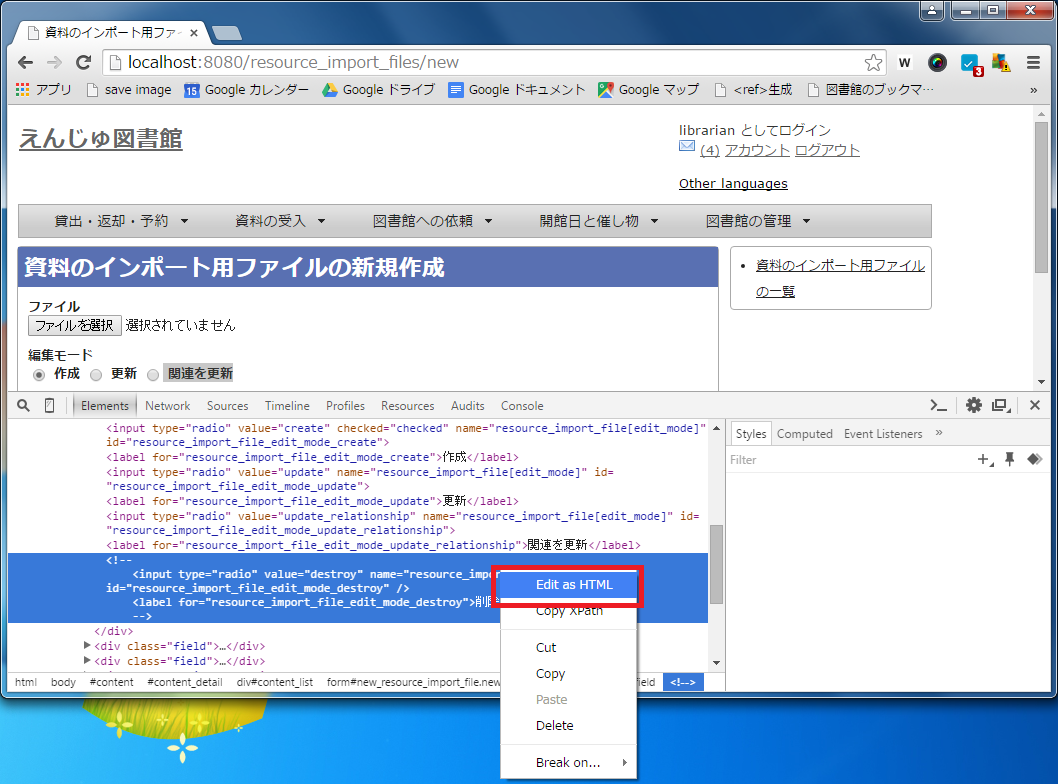 資料のインポート用ファ
localhost:8080/resource_import_files/new
W
3
アプリ save image 15 Google カレンダー Google ドライブ Google ドキュメント Google マップ <ref>生成 図書館のブックマ… »
えんじゅ図書館
librarian としてログイン
(4) アカウント ログアウト
Other languages
貸出・返却・予約 ▼ 資料の受入 ▼ 図書館への依頼 ▼ 開館日と催し物 ▼ 図書館の管理 ▼
資料のインポート用ファイルの新規作成
• 資料のインポート用ファイル
の一覧
ファイル
ファイルを選択 選択されていません
編集モード
作成 更新 関連を更新
Elements Network Sources Timeline Profiles Resources Audits Console
<input type="radio" value="create" checked="checked" name="resource_import_file[edit_mode]"
id="resource_import_file_edit_mode_create">
<label for="resource_import_file_edit_mode_create">作成</label>
<input type="radio" value="update" name="resource_import_file[edit_mode]" id=
"resource_import_file_edit_mode_update">
<label for="resource_import_file_edit_mode_update">更新</label>
<input type="radio" value="update_relationship" name="resource_import_file[edit_mode]" id=
"resource_import_file_edit_mode_update_relationship">
<label for="resource_import_file_edit_mode_update_relationship">関連を更新</label>
<!--
<input type="radio" value="destroy" name="resource_impor
id="resource_import_file_edit_mode_destroy" />
<label for="resource_import_file_edit_mode_destroy">削除
-->
</div>
▶<div class="field">…</div>
▶<div class="field">…</div>
html body #content #content_detail div#content_list form#new_resource_import_file.new ield <!-->
Styles Computed Event Listeners »
Filter
Edit as HTML
Copy XPath
Cut
Copy
Paste
Delete
Break on...